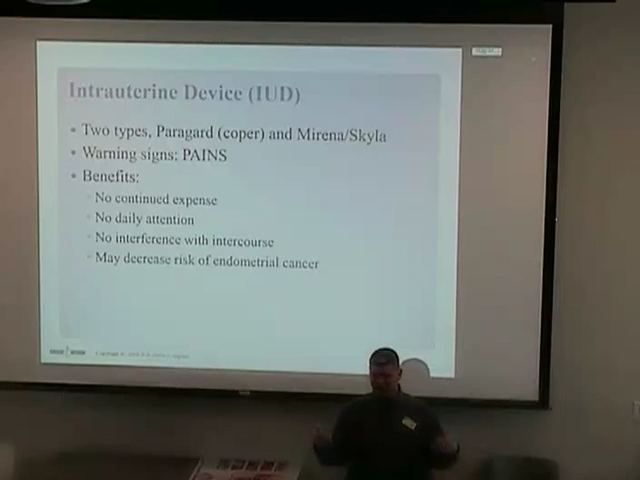 Intrauterine Device (IUD)
Two types, Paragard (coper) and Mirena/Skyla
Warning signs: PAINS
Benefits:
No continued expense
No daily attention
No interference with intercourse
May decrease risk of endometrial cancer